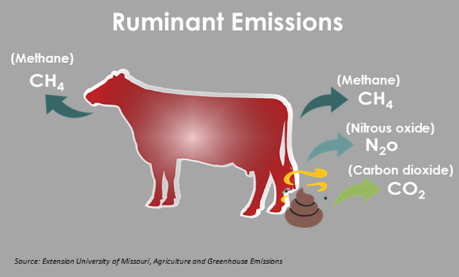 Ruminant Emissions
(Methane)
CH4
(Methane)
CH4
(Nitrous oxide)
N2o
(Carbon dioxide)
CO2
Source: Extension University of Missouri, Agriculture and Greenhouse Emissions